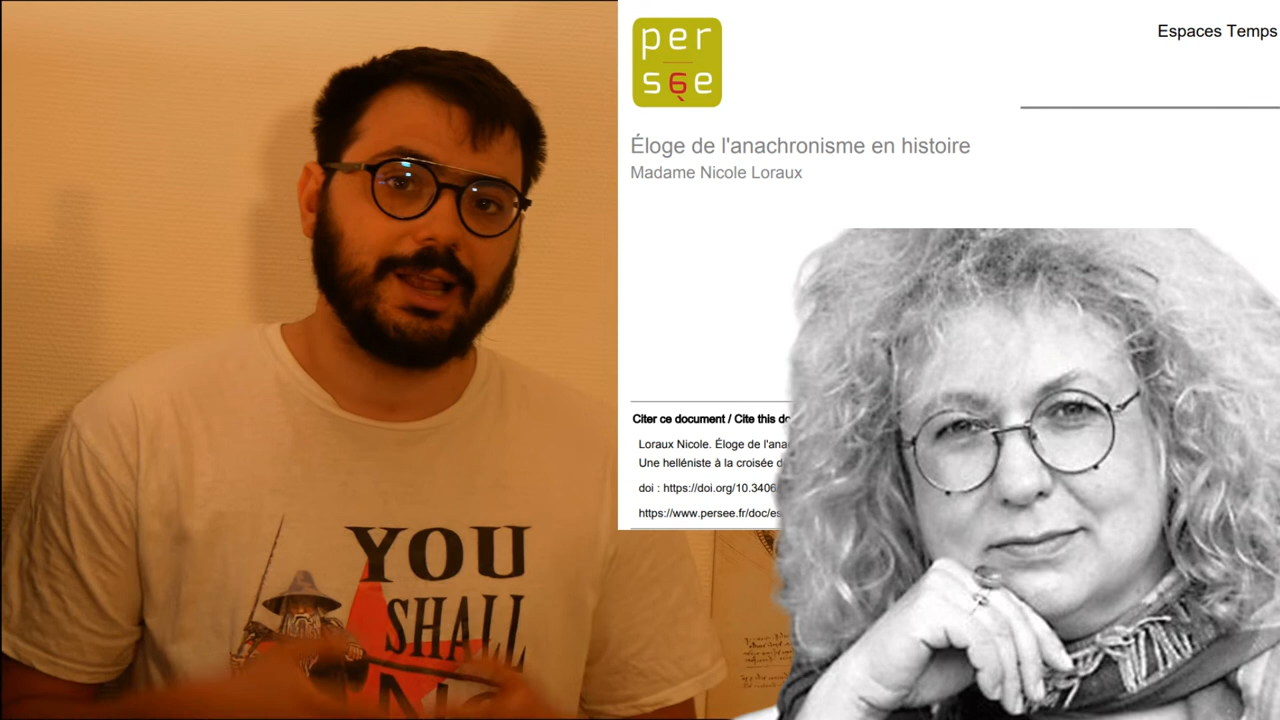 per
sée
Espaces Temps
Éloge de l'anachronisme en histoire
Madame Nicole Loraux
Citer ce document / Cite this
Loraux Nicole. Éloge de
Une helléniste à la croisée
doi : https://doi.org/10.3406
https://www.persee.fr/doc/es
YOU
SHALL